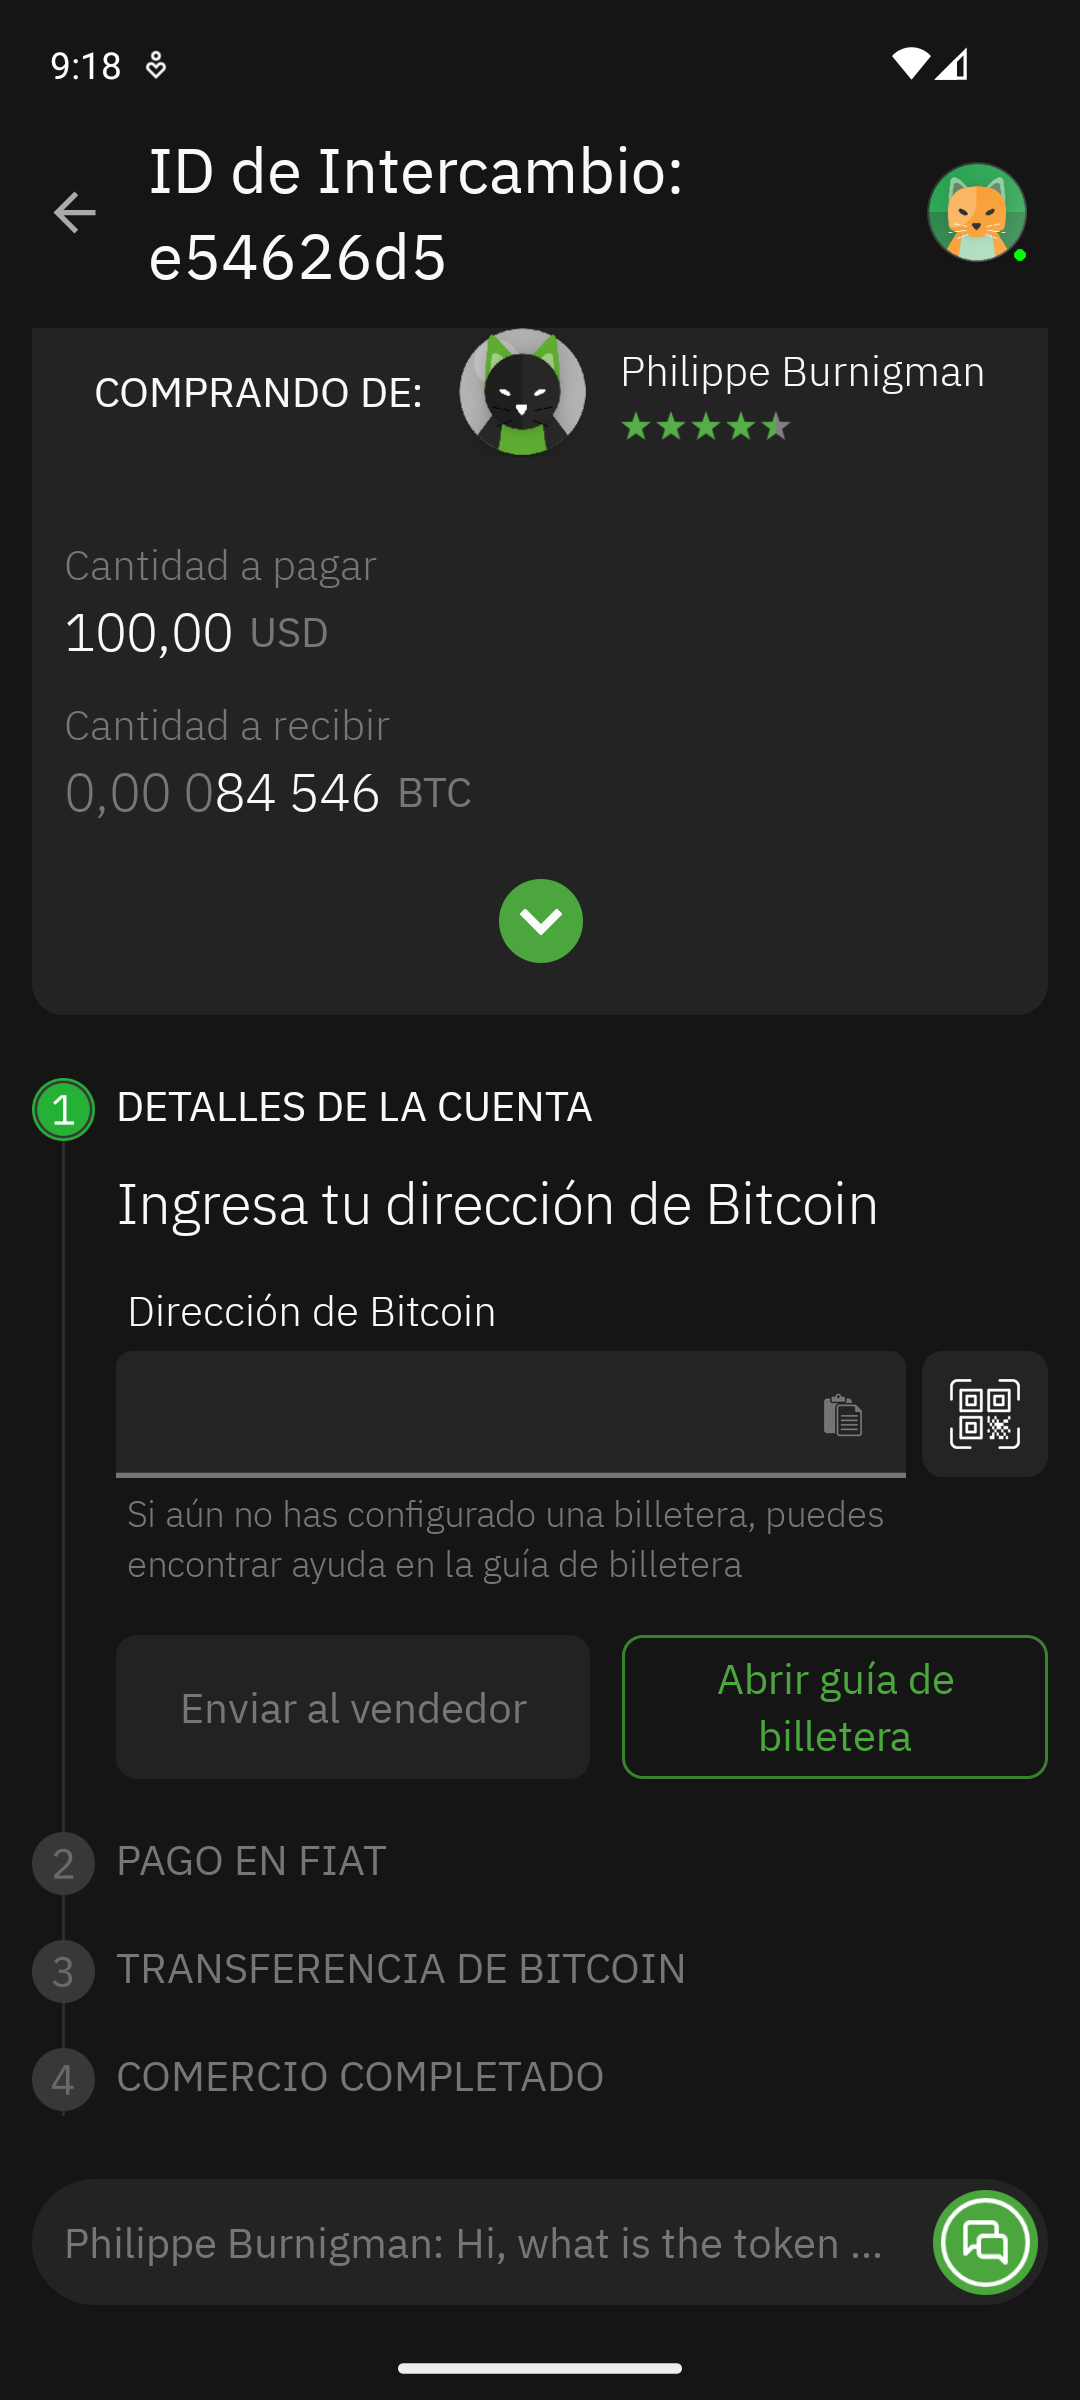 9:18
ID de Intercambio:
e54626d5
COMPRANDO DE:
Philippe Burnigman
Cantidad a pagar
100,00 USD
Cantidad a recibir
0,00 084 546 BTC
1 DETALLES DE LA CUENTA
Ingresa tu dirección de Bitcoin
Dirección de Bitcoin
Si aún no has configurado una billetera, puedes
encontrar ayuda en la guía de billetera
Enviar al vendedor
Abrir guía de
billetera
2 PAGO EN FIAT
3 TRANSFERENCIA DE BITCOIN
4 COMERCIO COMPLETADO
Philippe Burnigman: Hi, what is the token ...